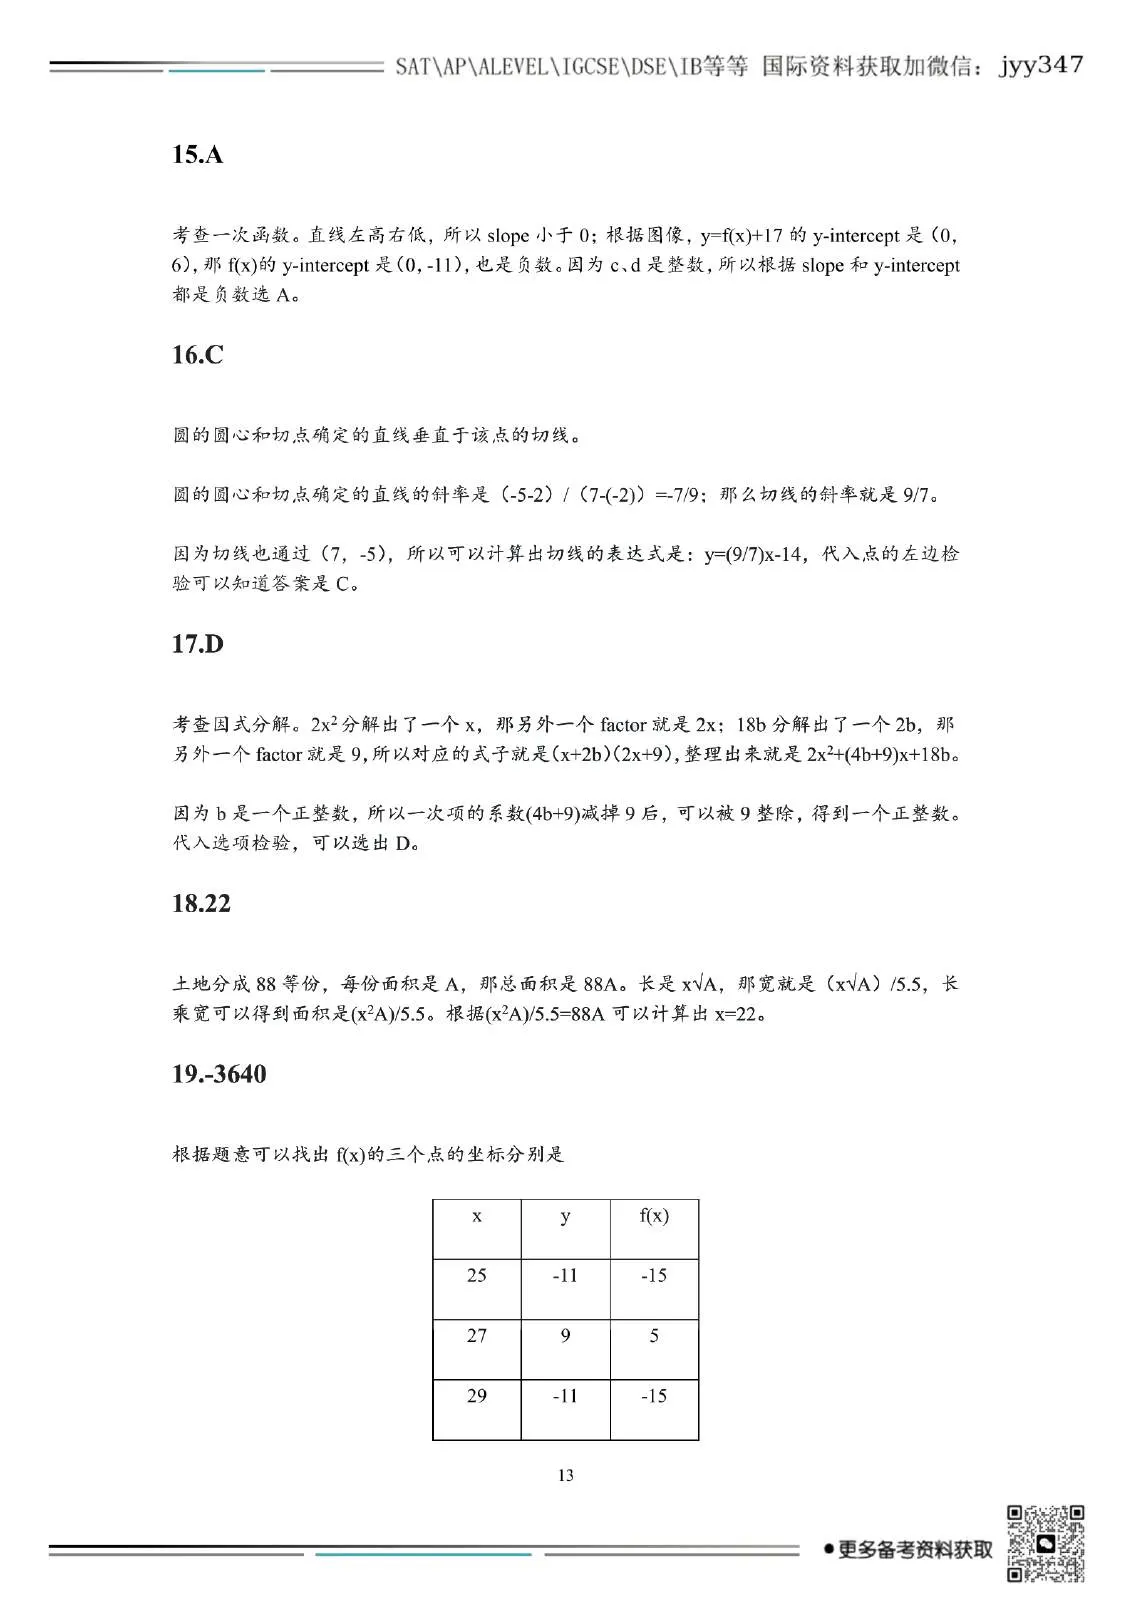 SAT\AP\ALEVEL\IGCSE\DSE\IB等等 国际资料获取加微信：jyy347
15.A
考查一次函数。直线左高右低，所以 slope 小于 0；根据图像，y=f(x)+17 的 y-intercept 是（0，
6），那 f(x)的 y-intercept 是（0，-11），也是负数。因为 c、d 是整数，所以根据 slope 和 y-intercept
都是负数选 A。
16.C
圆的圆心和切点确定的直线垂直于该点的切线。
圆的圆心和切点确定的直线的斜率是（-5-2）/（7-(-2)）=-7/9；那么切线的斜率就是 9/7。
因为切线也通过（7，-5），所以可以计算出切线的表达式是：y=(9/7)x-14，代入点的左边检
验可以知道答案是 C。
17.D
考查因式分解。2x²分解出了一个 x，那另外一个 factor 就是 2x；18b 分解出了一个 2b，那
另外一个 factor 就是 9，所以对应的式子就是（x+2b）（2x+9），整理出来就是 2x²+(4b+9)x+18b。
因为 b 是一个正整数，所以一次项的系数(4b+9)减掉 9 后，可以被 9 整除，得到一个正整数。
代入选项检验，可以选出 D。
18.22
土地分成 88 等份，每份面积是 A，那总面积是 88A。长是 x√A，那宽就是（x√A）/5.5，长
乘宽可以得到面积是(x²A)/5.5。根据(x²A)/5.5=88A 可以计算出 x=22。
19.-3640
根据题意可以找出 f(x)的三个点的坐标分别是
x y f(x)
25 -11 -15
27 9 5
29 -11 -15
13
●更多备考资料获取